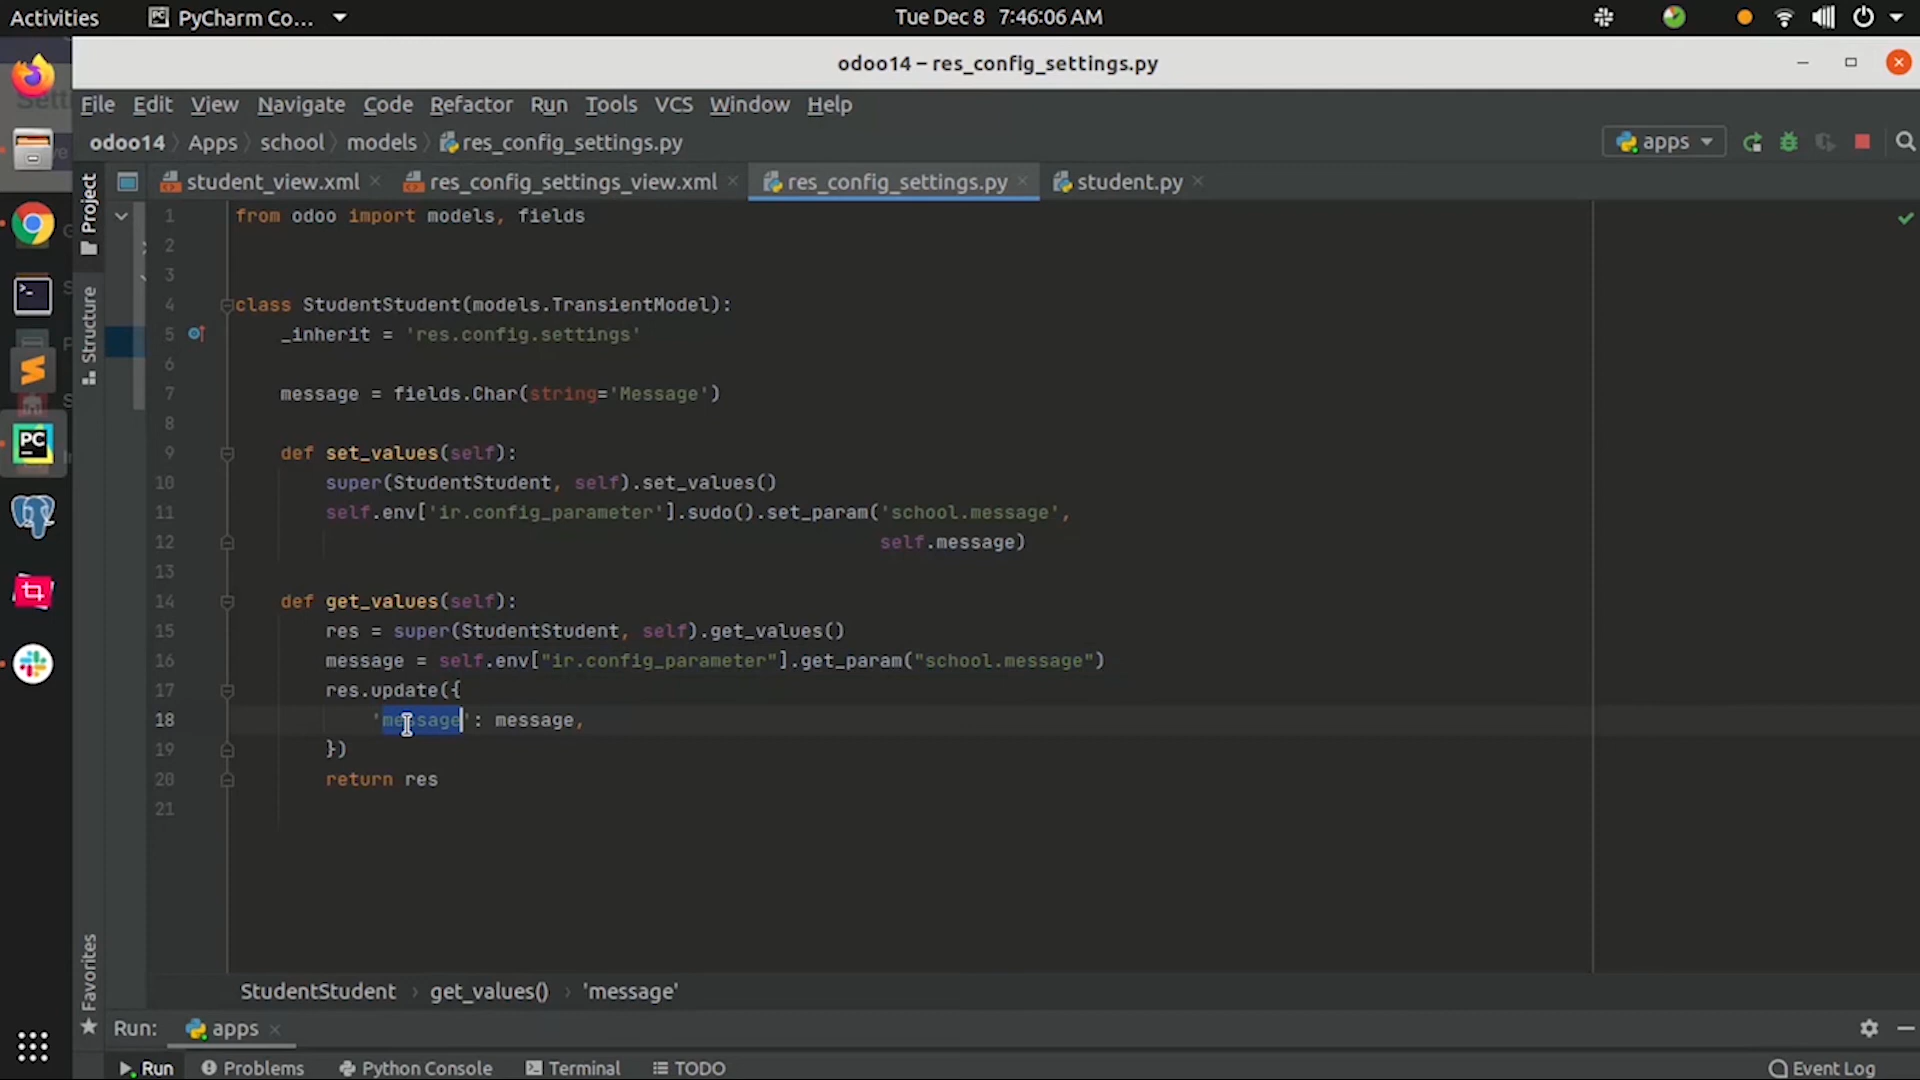 Activities PyCharm Co... Tue Dec 8 7:46:06 AM
odoo14 – res_config_settings.py
File Edit View Navigate Code Refactor Run Tools VCS Window Help
odoo14 Apps school models res_config_settings.py apps
student_view.xml res_config_settings_view.xml res_config_settings.py student.py
Project
Structure
Favorites
1 from odoo import models, fields
2
3
4 class StudentStudent(models.TransientModel):
5 _inherit = 'res.config.settings'
6
7 message = fields.Char(string='Message')
8
9 def set_values(self):
10 super(StudentStudent, self).set_values()
11 self.env['ir.config_parameter'].sudo().set_param('school.message',
12 self.message)
13
14 def get_values(self):
15 res = super(StudentStudent, self).get_values()
16 message = self.env["ir.config_parameter"].get_param("school.message")
17 res.update({
18 'message': message,
19 })
20 return res
21
StudentStudent get_values() 'message'
Run: apps
Run Problems Python Console Terminal TODO Event Log